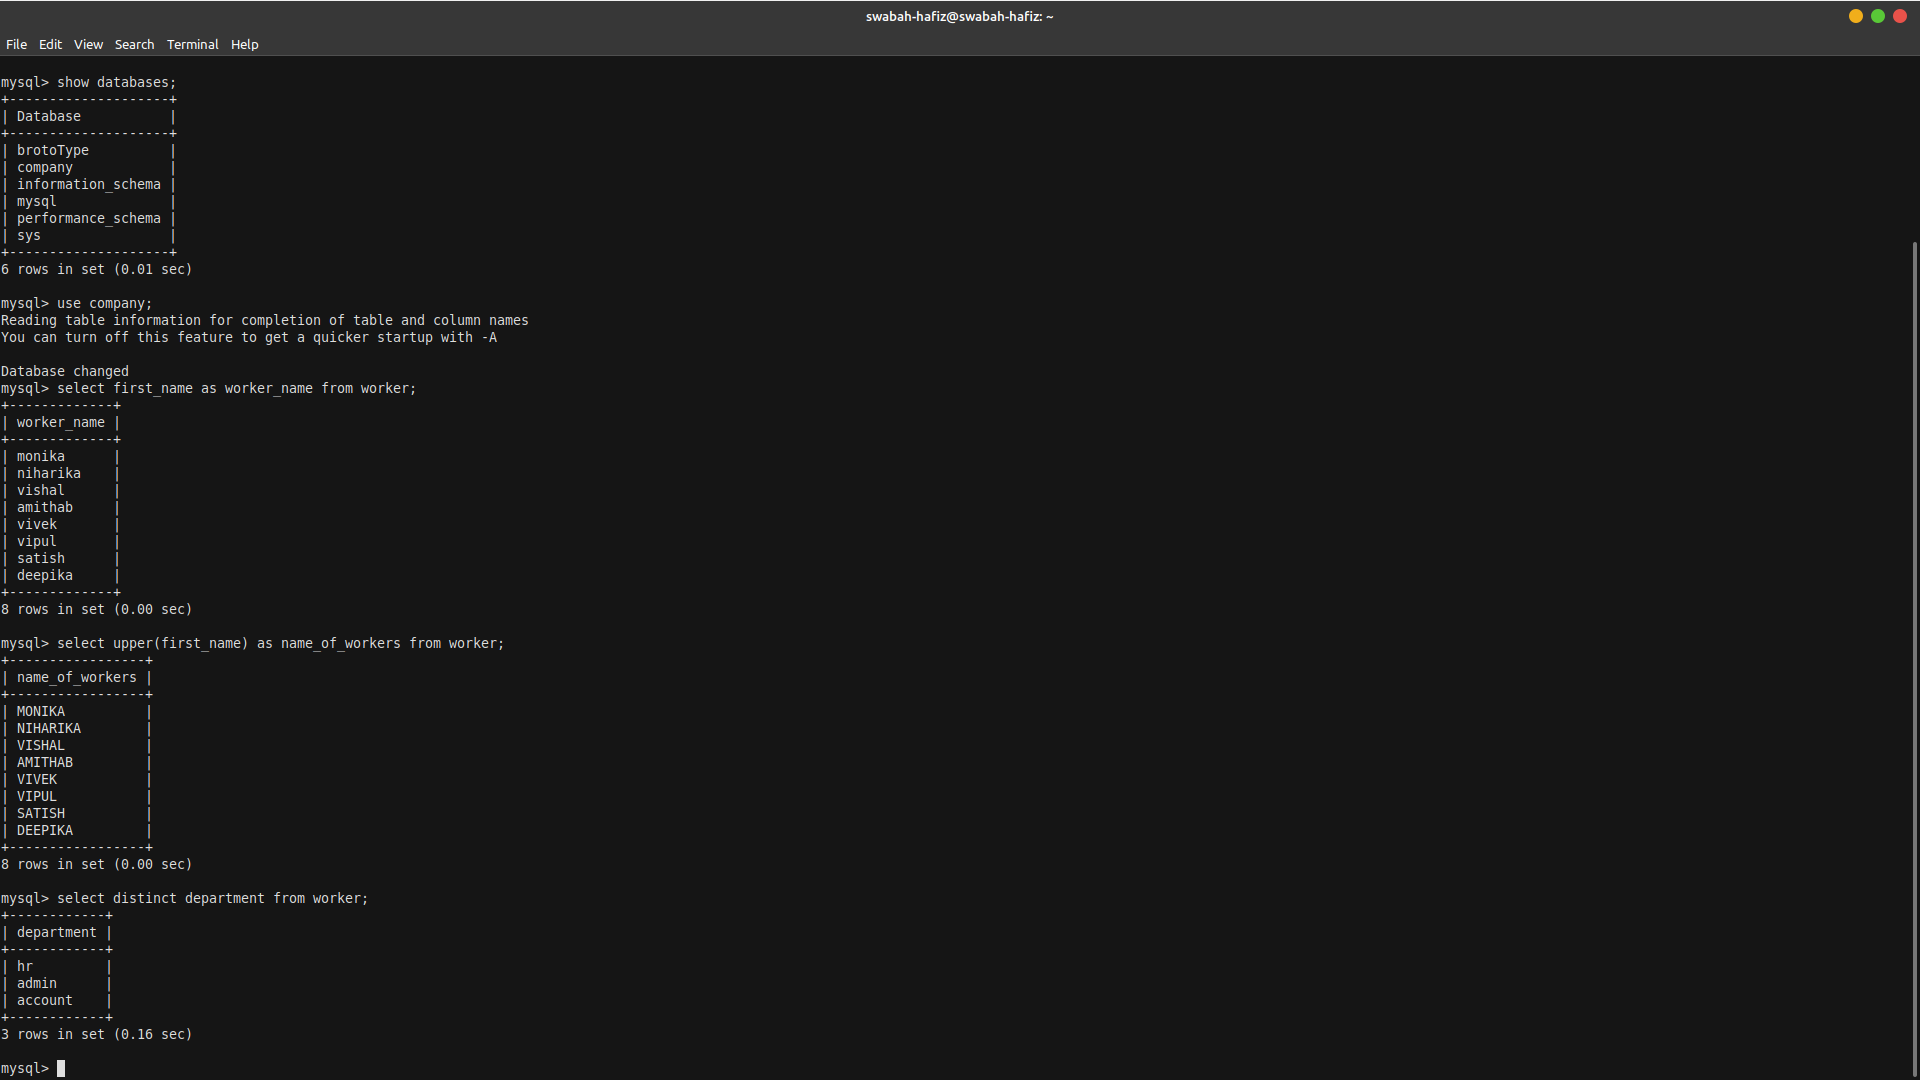 swabah-hafiz@swabah-hafiz: ~
File Edit View Search Terminal Help
mysql> show databases;
+--------------------+
| Database           |
+--------------------+
| brotoType          |
| company            |
| information_schema |
| mysql              |
| performance_schema |
| sys                |
+--------------------+
6 rows in set (0.01 sec)

mysql> use company;
Reading table information for completion of table and column names
You can turn off this feature to get a quicker startup with -A

Database changed
mysql> select first_name as worker_name from worker;
+-------------+
| worker_name |
+-------------+
| monika      |
| niharika    |
| vishal      |
| amithab     |
| vivek       |
| vipul       |
| satish      |
| deepika     |
+-------------+
8 rows in set (0.00 sec)

mysql> select upper(first_name) as name_of_workers from worker;
+-----------------+
| name_of_workers |
+-----------------+
| MONIKA          |
| NIHARIKA        |
| VISHAL          |
| AMITHAB         |
| VIVEK           |
| VIPUL           |
| SATISH          |
| DEEPIKA         |
+-----------------+
8 rows in set (0.00 sec)

mysql> select distinct department from worker;
+------------+
| department |
+------------+
| hr         |
| admin      |
| account    |
+------------+
3 rows in set (0.16 sec)

mysql>